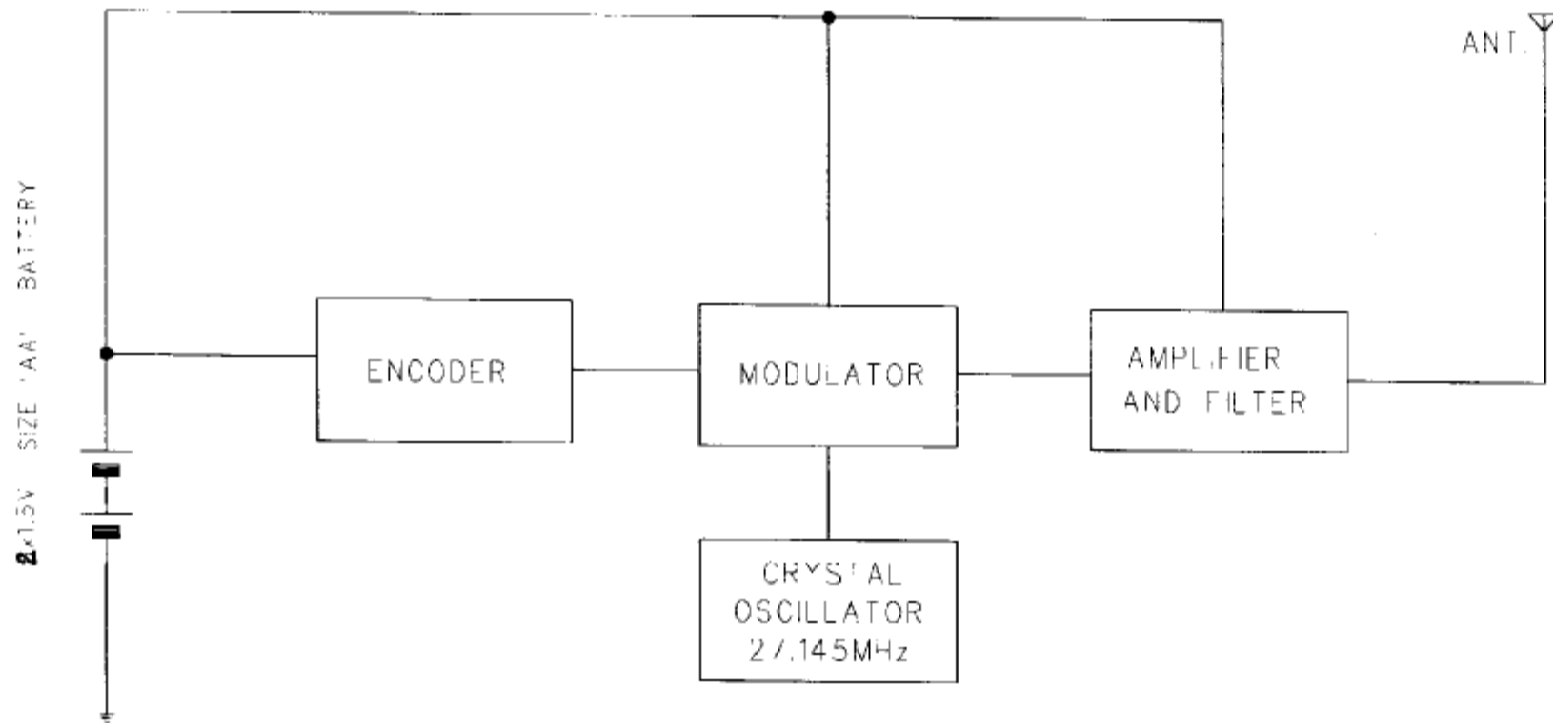 ANT.
2x1.5V SIZE 'AA' BATTERY
ENCODER
MODULATOR
AMPLIFIER
AND FILTER
CRYSTAL
OSCILLATOR
27.145MHz